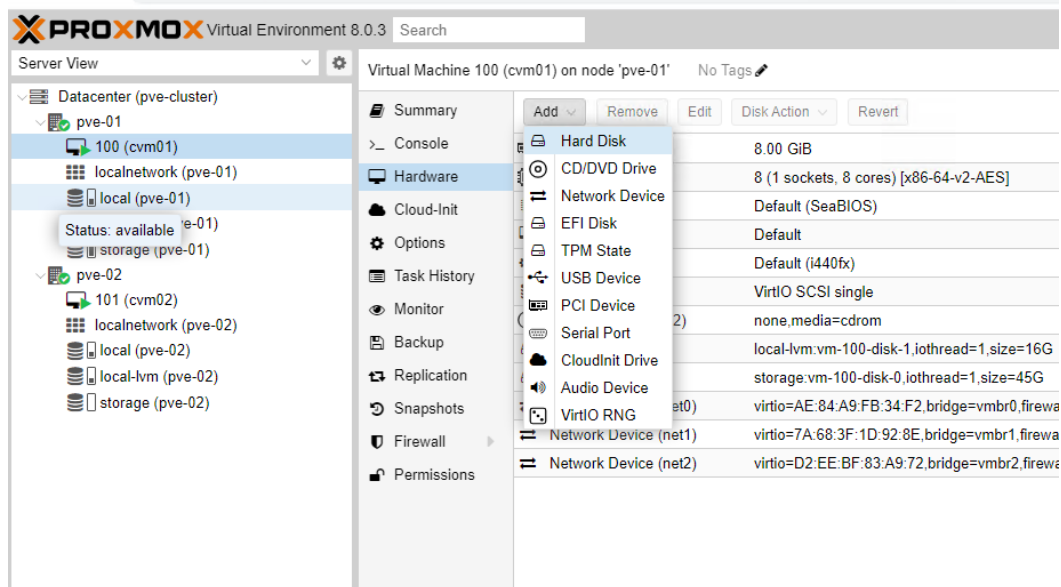 PROXMOX Virtual Environment 8.0.3 Search
Server View
Datacenter (pve-cluster)
pve-01
100 (cvm01)
localnetwork (pve-01)
local (pve-01)
Status: available
e-01)
storage (pve-01)
pve-02
101 (cvm02)
localnetwork (pve-02)
local (pve-02)
local-lvm (pve-02)
storage (pve-02)
Virtual Machine 100 (cvm01) on node 'pve-01' No Tags
Summary
Console
Hardware
Cloud-Init
Options
Task History
Monitor
Backup
Replication
Snapshots
Firewall
Permissions
Add Remove Edit Disk Action Revert
Hard Disk
CD/DVD Drive
Network Device
EFI Disk
TPM State
USB Device
PCI Device
Serial Port
CloudInit Drive
Audio Device
VirtIO RNG
8.00 GiB
8 (1 sockets, 8 cores) [x86-64-v2-AES]
Default (SeaBIOS)
Default
Default (i440fx)
VirtIO SCSI single
2) none,media=cdrom
local-lvm:vm-100-disk-1,iothread=1,size=16G
storage:vm-100-disk-0,iothread=1,size=45G
et0) virtio=AE:84:A9:FB:34:F2,bridge=vmbr0,firewa
Network Device (net1) virtio=7A:68:3F:1D:92:8E,bridge=vmbr1,firewa
Network Device (net2) virtio=D2:EE:BF:83:A9:72,bridge=vmbr2,firewa